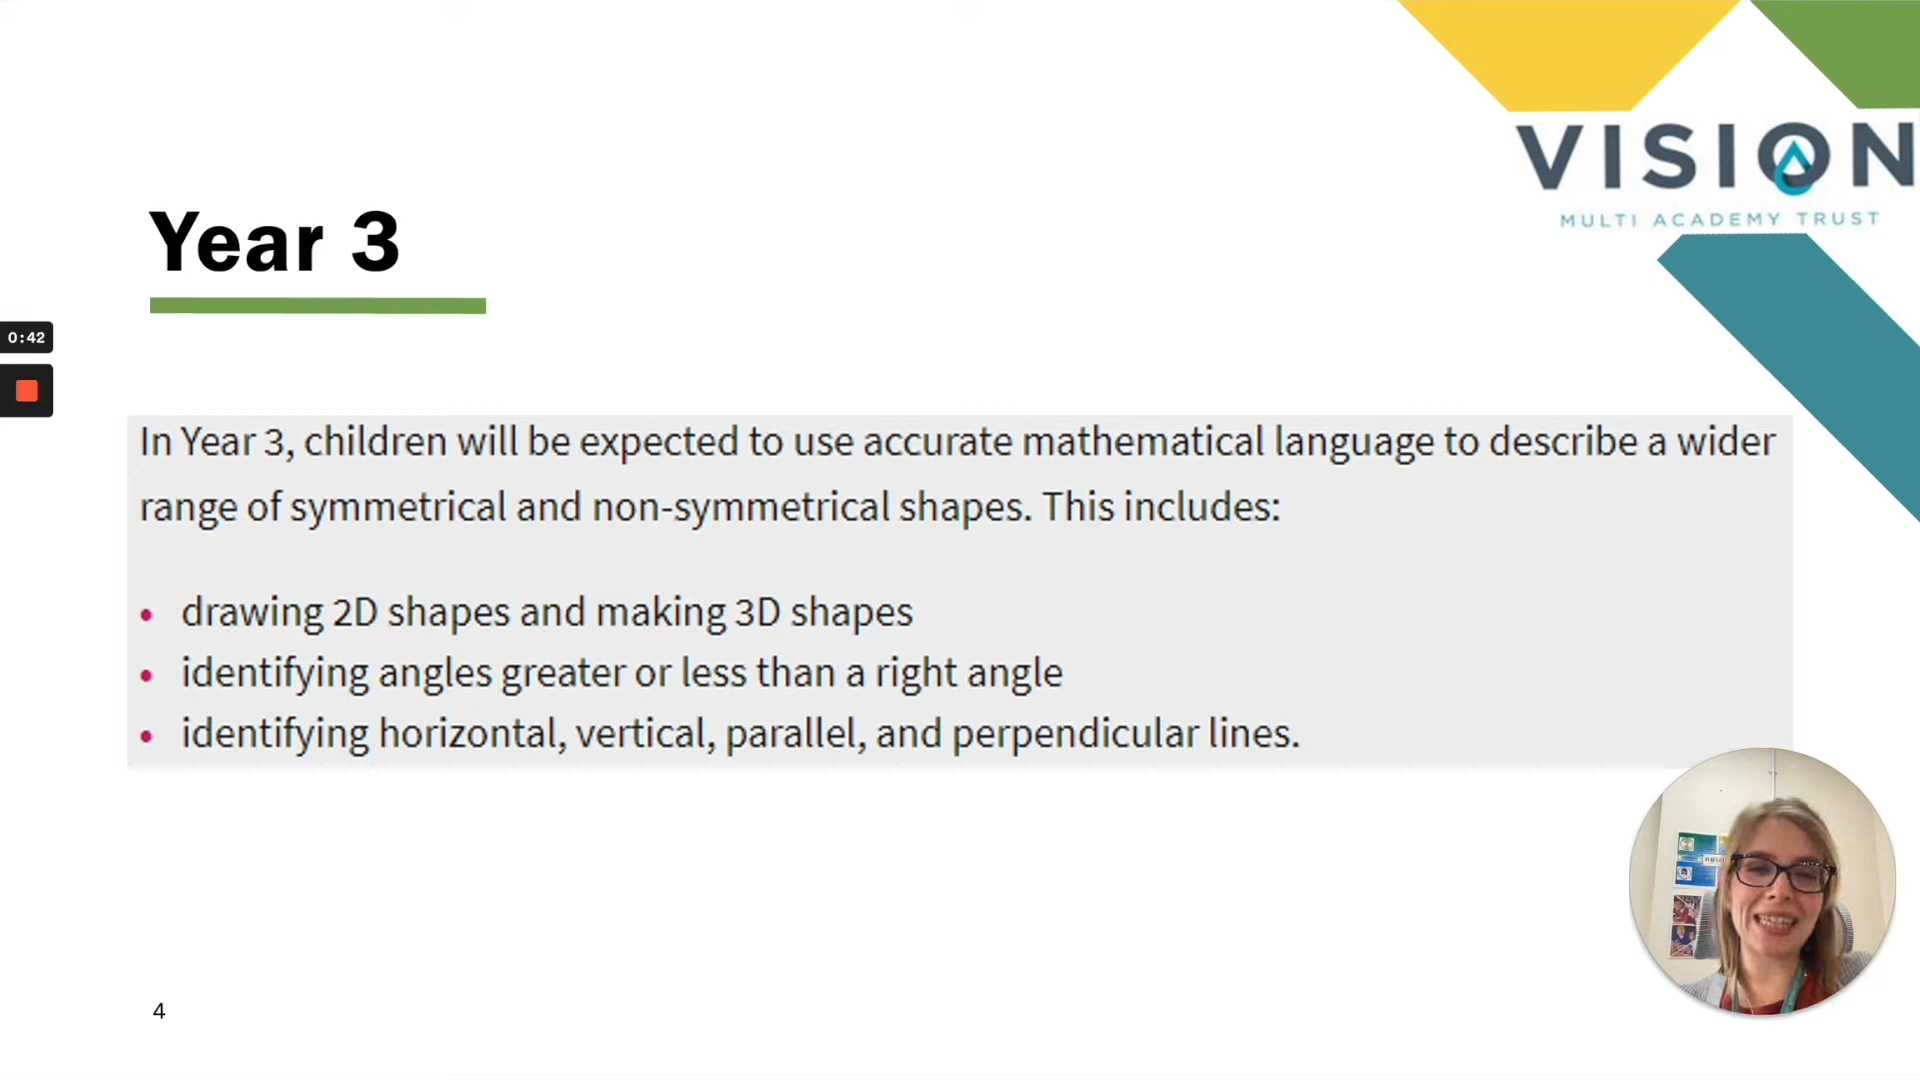 VISION
MULTI ACADEMY TRUST
Year 3
0:42
In Year 3, children will be expected to use accurate mathematical language to describe a wider
range of symmetrical and non-symmetrical shapes. This includes:
• drawing 2D shapes and making 3D shapes
• identifying angles greater or less than a right angle
• identifying horizontal, vertical, parallel, and perpendicular lines.
4